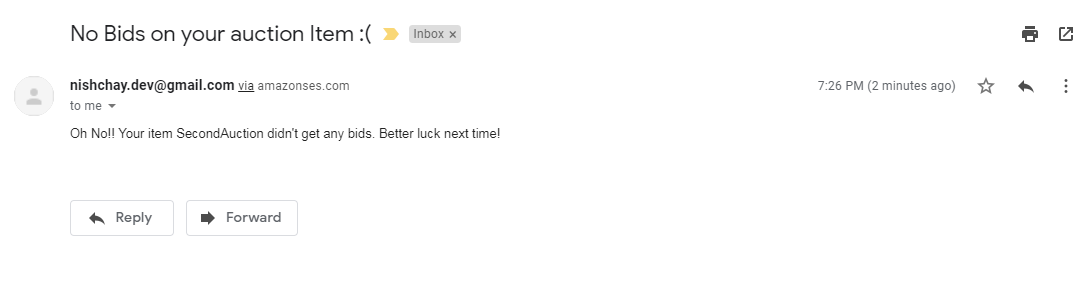 No Bids on your auction Item :( Inbox ×
nishchay.dev@gmail.com via amazonses.com 7:26 PM (2 minutes ago)
to me
Oh No!! Your item SecondAuction didn't get any bids. Better luck next time!
Reply Forward